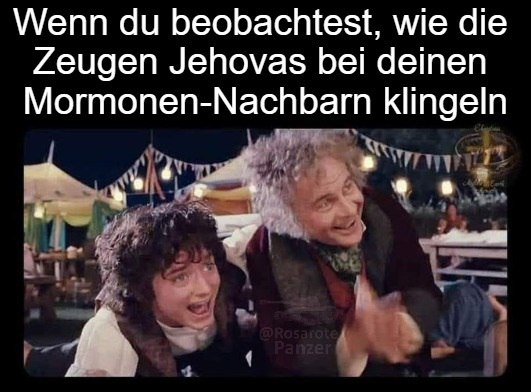 Wenn du beobachtest, wie die
Zeugen Jehovas bei deinen
Mormonen-Nachbarn klingeln
@Rosarote
Panzer